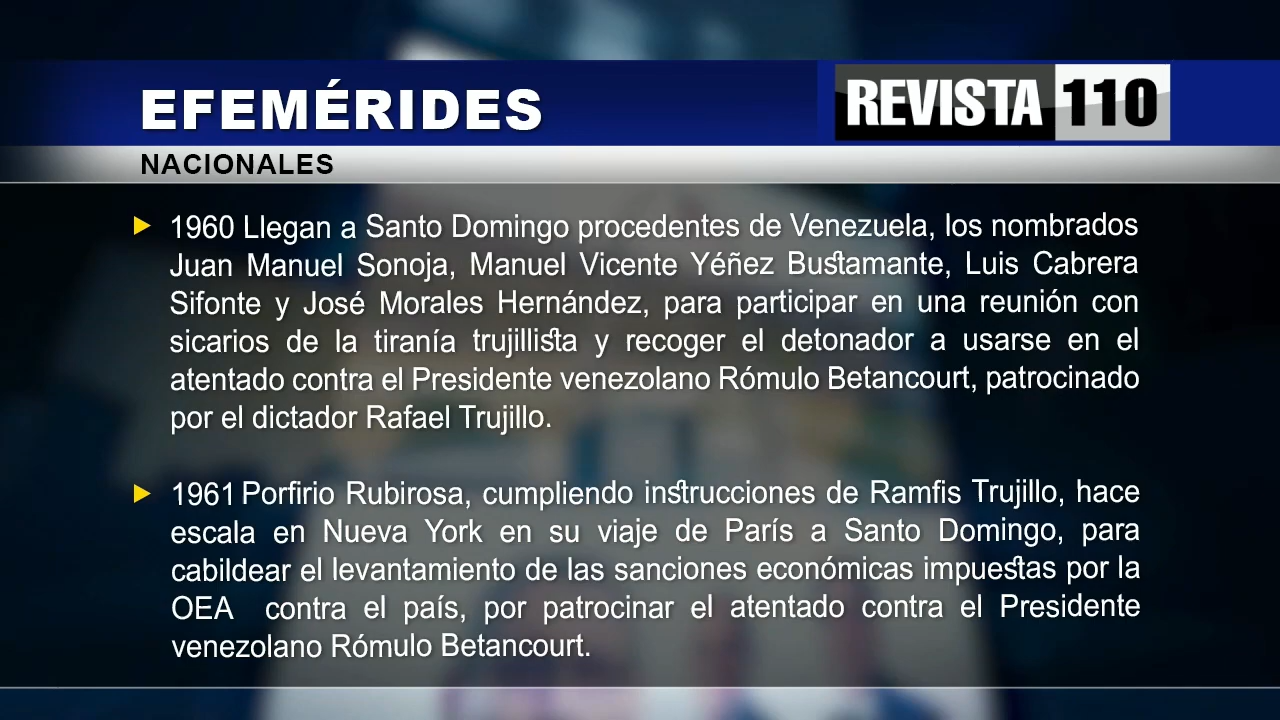 EFEMÉRIDES
REVISTA 110
NACIONALES
1960 Llegan a Santo Domingo procedentes de Venezuela, los nombrados
Juan Manuel Sonoja, Manuel Vicente Yéñez Bustamante, Luis Cabrera
Sifonte y José Morales Hernández, para participar en una reunión con
sicarios de la tiranía trujillista y recoger el detonador a usarse en el
atentado contra el Presidente venezolano Rómulo Betancourt, patrocinado
por el dictador Rafael Trujillo.
1961 Porfirio Rubirosa, cumpliendo instrucciones de Ramfis Trujillo, hace
escala en Nueva York en su viaje de París a Santo Domingo, para
cabildear el levantamiento de las sanciones económicas impuestas por la
OEA contra el país, por patrocinar el atentado contra el Presidente
venezolano Rómulo Betancourt.